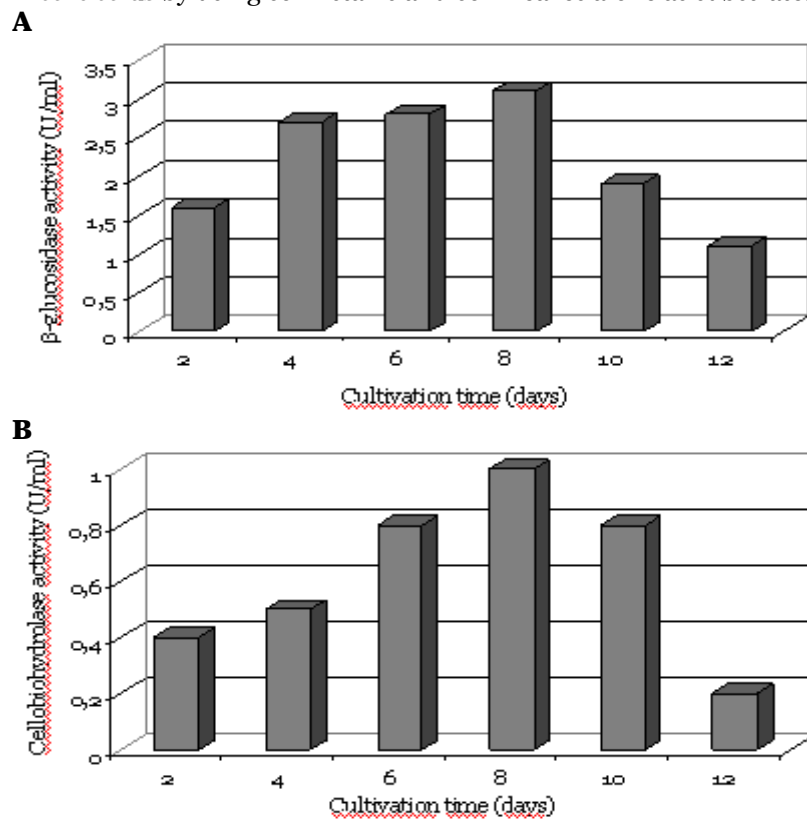 A
β-glucosidase activity (U/ml)
3,5
3
2,5
2
1,5
1
0,5
0
2 4 6 8 10 12
Cultivation time (days)
B
Cellobiohydrolase activity (U/ml)
1
0,8
0,6
0,4
0,2
0
2 4 6 8 10 12
Cultivation time (days)